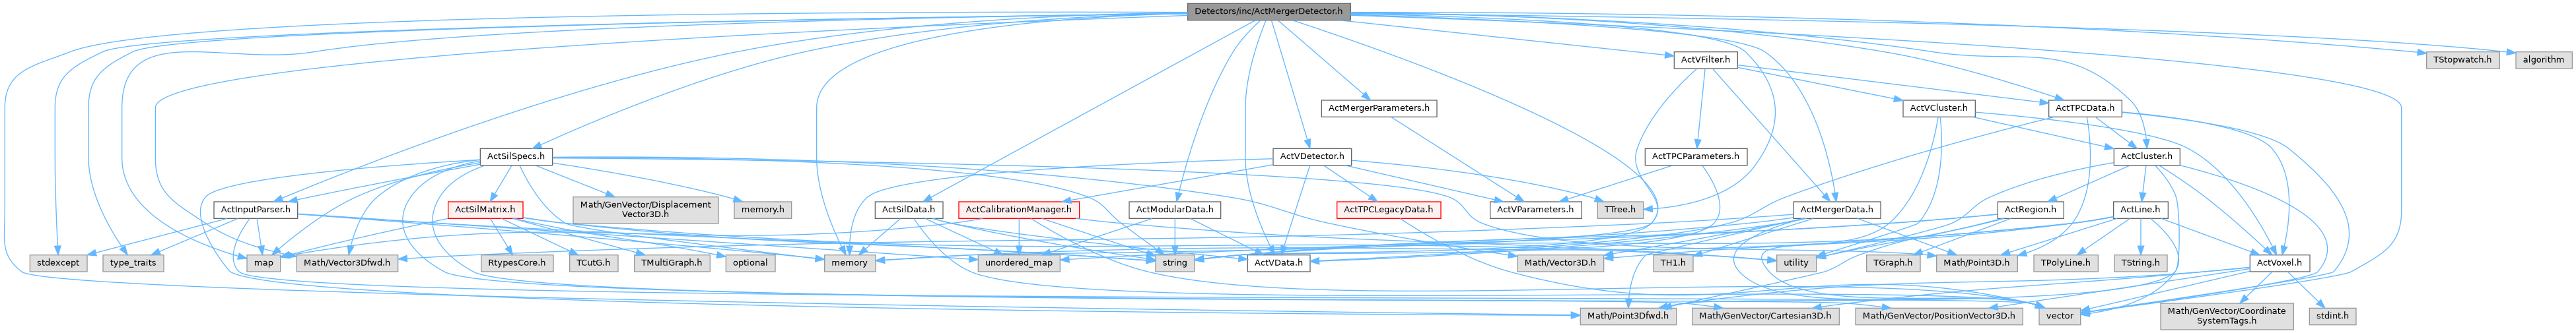 Detectors/inc/ActMergerDetector.h
ActVFilter.h
TStopwatch.h
algorithm
ActMergerParameters.h
ActVCluster.h
ActTPCData.h
ActSilSpecs.h
ActVDetector.h
ActTPCParameters.h
ActCluster.h
ActInputParser.h
ActSilMatrix.h
Math/GenVector/Displacement
Vector3D.h
memory.h
ActSilData.h
ActCalibrationManager.h
ActModularData.h
ActTPCLegacyData.h
ActVParameters.h
TTree.h
ActMergerData.h
ActRegion.h
ActLine.h
stdexcept
type_traits
map
Math/Vector3Dfwd.h
RtypesCore.h
TCutG.h
TMultiGraph.h
optional
memory
unordered_map
string
ActVData.h
Math/Vector3D.h
TH1.h
utility
TGraph.h
Math/Point3D.h
TPolyLine.h
TString.h
ActVoxel.h
Math/Point3Dfwd.h
Math/GenVector/Cartesian3D.h
Math/GenVector/PositionVector3D.h
vector
Math/GenVector/Coordinate
SystemTags.h
stdint.h